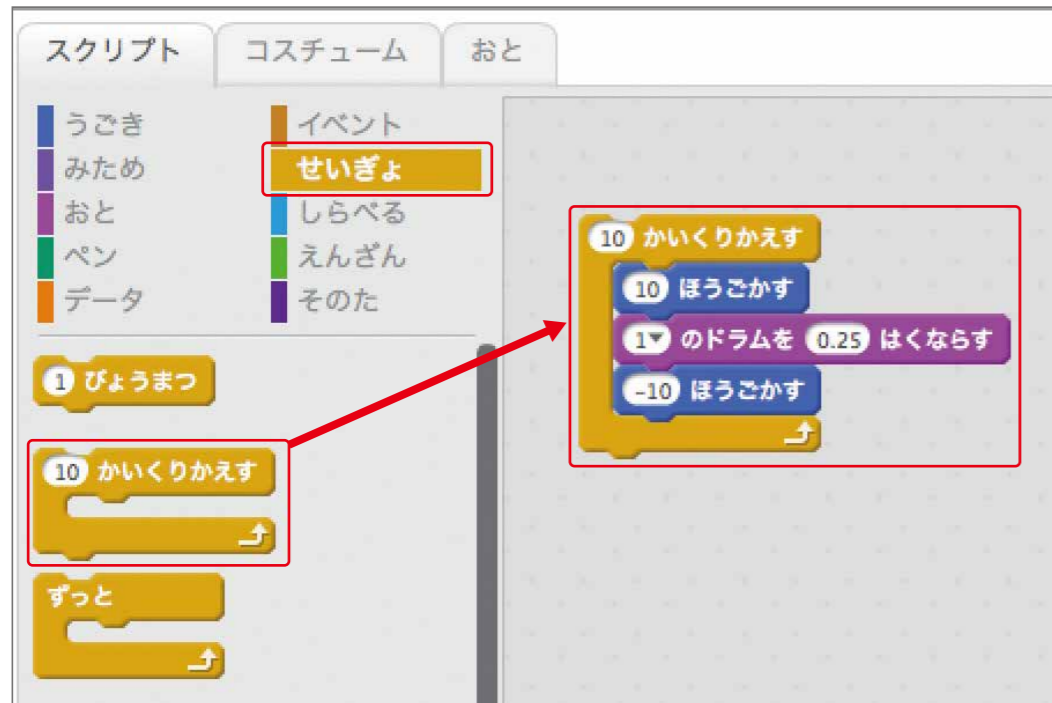 スクリプト コスチューム おと
うごき イベント
みため せいぎょ
おと しらべる
ペン えんざん
データ そのた
1 びょうまつ
10 かいくりかえす
ずっと
10 かいくりかえす
10 ほうごかす
1▼ のドラムを 0.25 はくならす
-10 ほうごかす